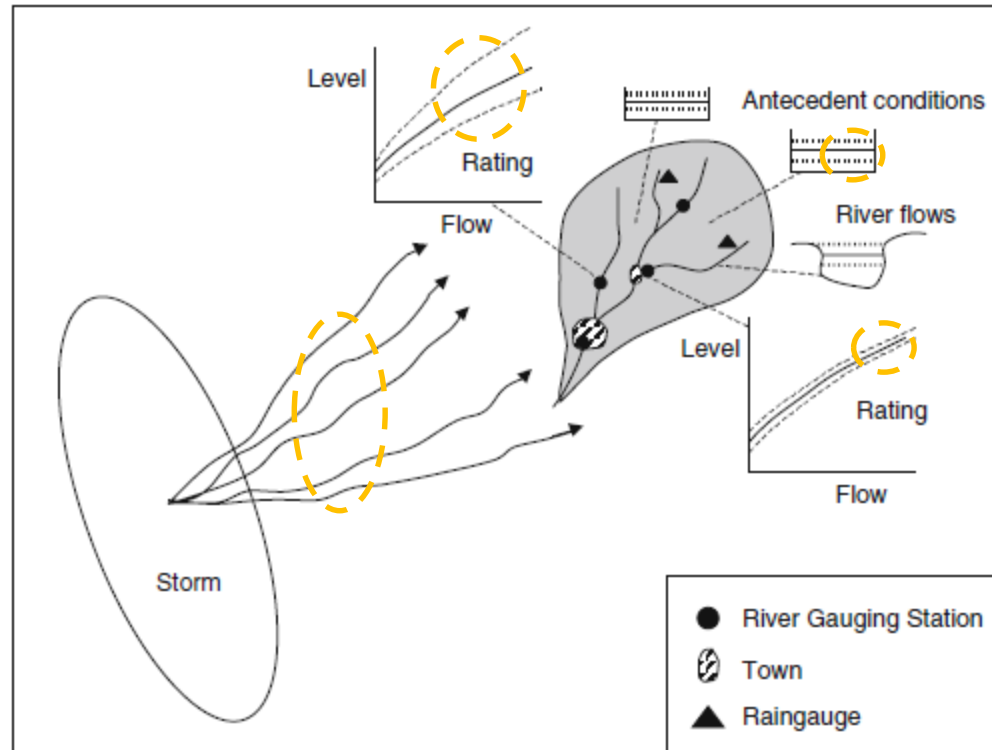 Level
Rating
Flow
Antecedent conditions
River flows
Level
Rating
Flow
Storm
River Gauging Station
Town
Raingauge